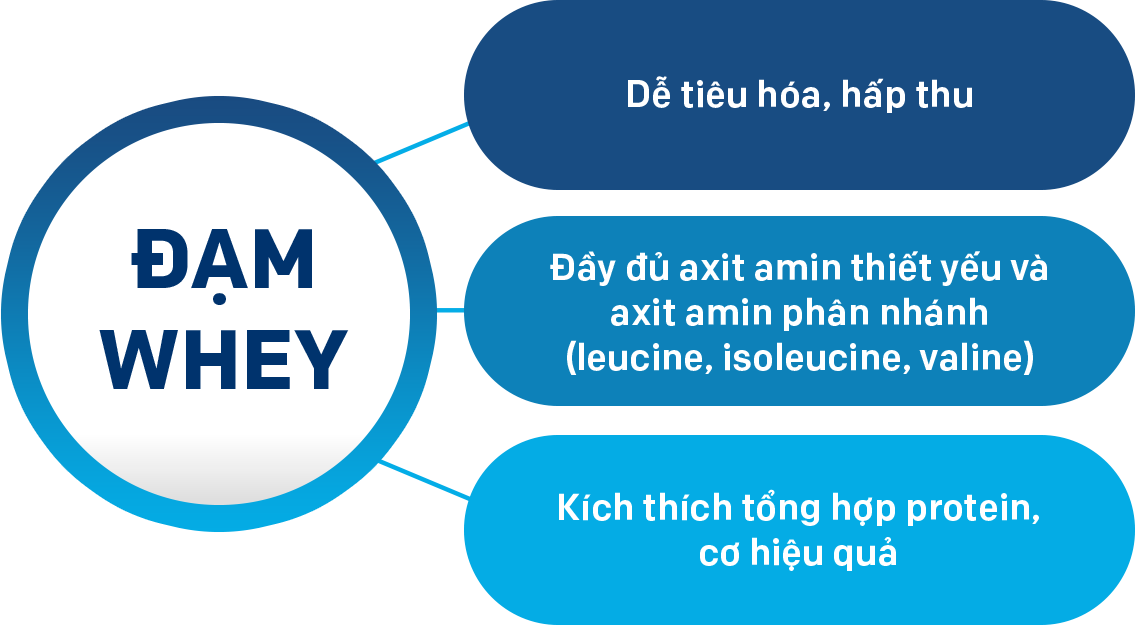 ĐẠM
WHEY
Dễ tiêu hóa, hấp thu
Đầy đủ axit amin thiết yếu và
axit amin phân nhánh
(leucine, isoleucine, valine)
Kích thích tổng hợp protein,
cơ hiệu quả